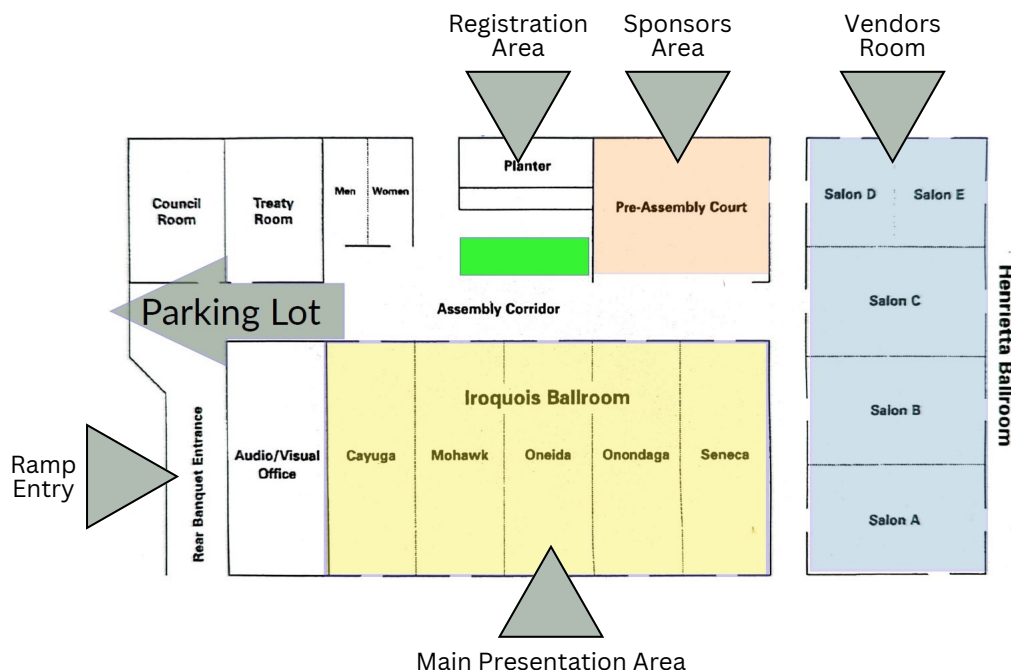 Registration
Area
Sponsors
Area
Vendors
Room
Planter
Council
Room
Treaty
Room
Men
Women
Pre-Assembly Court
Salon D
Salon E
Parking Lot
Assembly Corridor
Salon C
Henrietta Ballroom
Iroquois Ballroom
Salon B
Ramp
Entry
Rear Banquet Entrance
Audio/Visual
Office
Cayuga
Mohawk
Oneida
Onondaga
Seneca
Salon A
Main Presentation Area